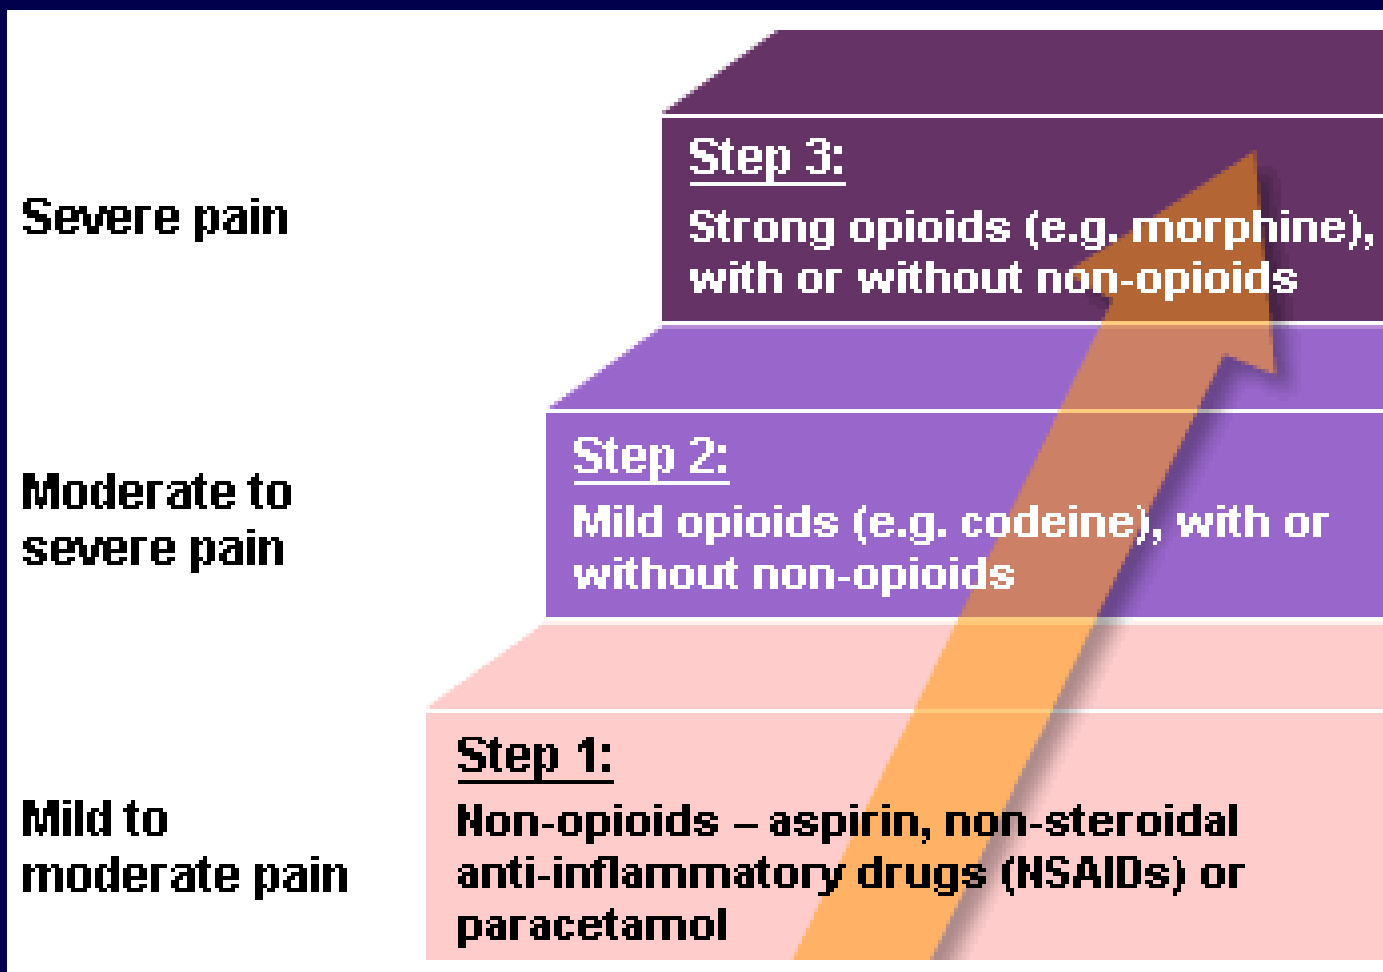 Severe pain
Step 3:
Strong opioids (e.g. morphine),
with or without non-opioids
Moderate to
severe pain
Step 2:
Mild opioids (e.g. codeine), with or
without non-opioids
Mild to
moderate pain
Step 1:
Non-opioids – aspirin, non-steroidal
anti-inflammatory drugs (NSAIDs) or
paracetamol